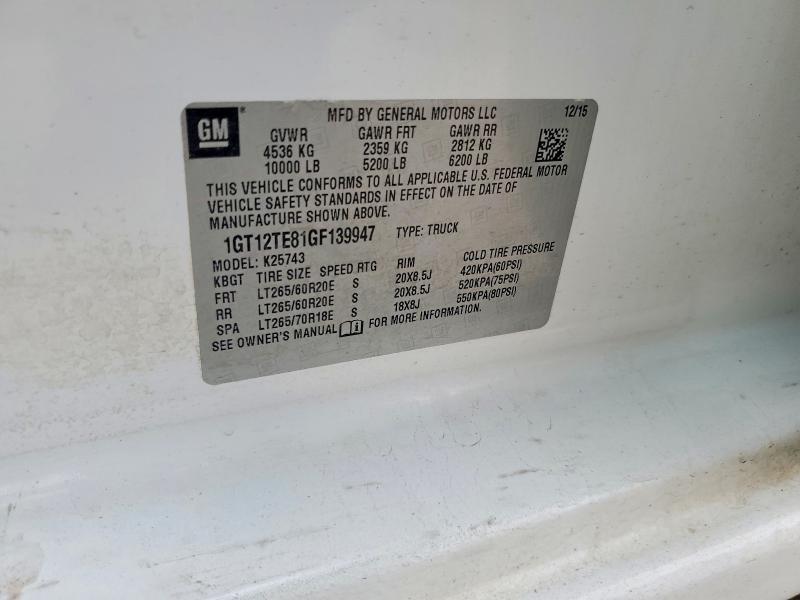 GM
MFD BY GENERAL MOTORS LLC 12/15
GVWR GAWR FRT GAWR RR
4536 KG 2359 KG 2812 KG
10000 LB 5200 LB 6200 LB
THIS VEHICLE CONFORMS TO ALL APPLICABLE U.S. FEDERAL MOTOR
VEHICLE SAFETY STANDARDS IN EFFECT ON THE DATE OF
MANUFACTURE SHOWN ABOVE.
1GT12TE81GF139947 TYPE: TRUCK
MODEL: K25743
KBGT TIRE SIZE SPEED RTG RIM COLD TIRE PRESSURE
FRT LT265/60R20E S 20X8.5J 420KPA(60PSI)
RR LT265/60R20E S 20X8.5J 520KPA(75PSI)
SPA LT265/70R18E S 18X8J 550KPA(80PSI)
SEE OWNER'S MANUAL FOR MORE INFORMATION.